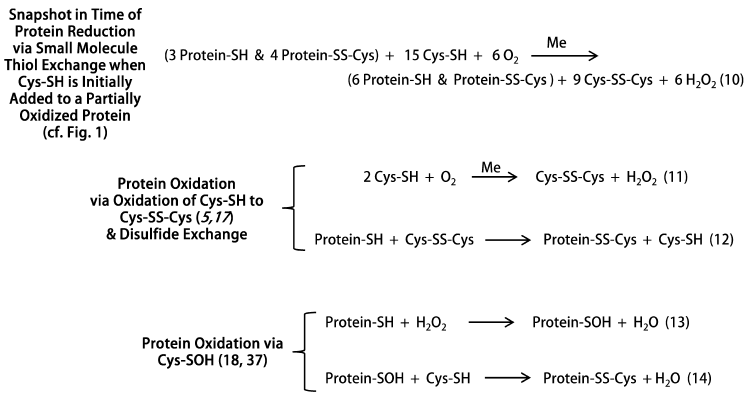 Snapshot in Time of
Protein Reduction
via Small Molecule
Thiol Exchange when
Cys-SH is Initially
Added to a Partially
Oxidized Protein
(cf. Fig. 1)
(3 Protein-SH & 4 Protein-SS-Cys) + 15 Cys-SH + 6 O₂ Me
(6 Protein-SH & Protein-SS-Cys) + 9 Cys-SS-Cys + 6 H₂O₂ (10)
Protein Oxidation
via Oxidation of Cys-SH to
Cys-SS-Cys (5,17)
& Disulfide Exchange
2 Cys-SH + O₂ Me Cys-SS-Cys + H₂O₂ (11)
Protein-SH + Cys-SS-Cys Protein-SS-Cys + Cys-SH (12)
Protein Oxidation via
Cys-SOH (18, 37)
Protein-SH + H₂O₂ Protein-SOH + H₂O (13)
Protein-SOH + Cys-SH Protein-SS-Cys + H₂O (14)